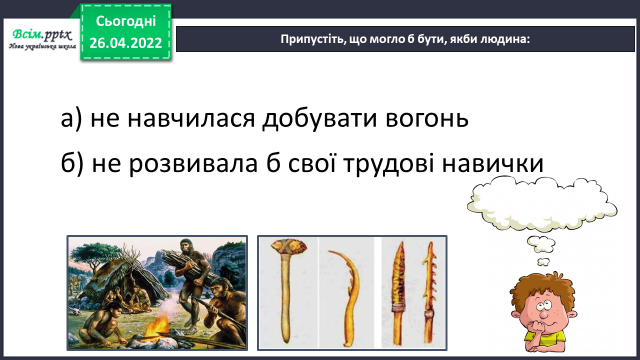 Всім.pptx
Нова українська школа
Сьогодні
26.04.2022
Припустіть, що могло б бути, якби людина:
а) не навчилася добувати вогонь
б) не розвивала б свої трудові навички